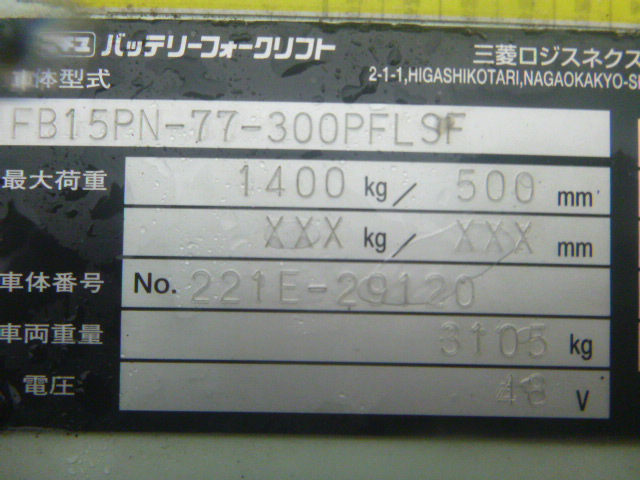 バッテリーフォークリフト
三菱ロジスネクス
車体型式
2-1-1,HIGASHIKOTARI,NAGAOKAKYO-S
FB15PN-77-300PFLSF
最大荷重 1400 kg/ 500 mm
XXX kg/ XXX mm
車体番号 No. 221E-29120
車両重量 3105 kg
電圧 48 V